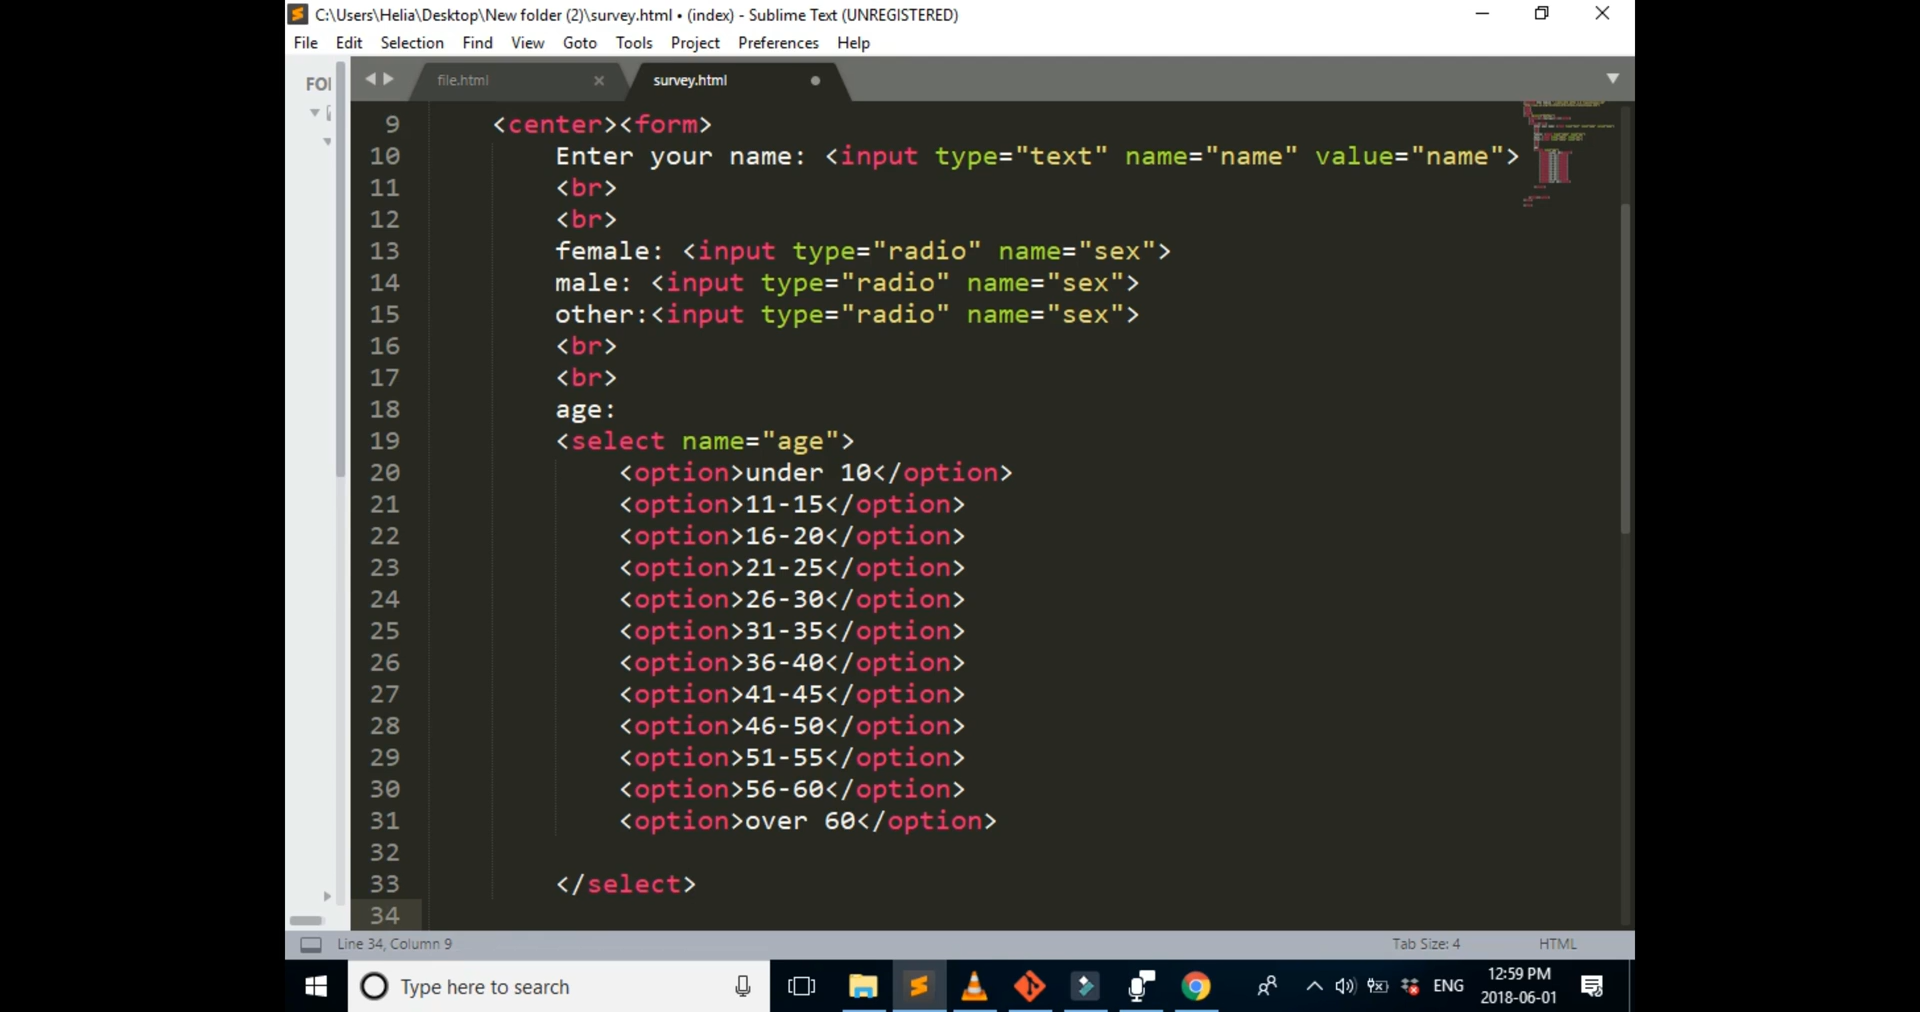 C:\Users\Helia\Desktop\New folder (2)\survey.html • (index) - Sublime Text (UNREGISTERED)
File Edit Selection Find View Goto Tools Project Preferences Help
FOI
file.html
survey.html
9 <center><form>
10 Enter your name: <input type="text" name="name" value="name">
11 <br>
12 <br>
13 female: <input type="radio" name="sex">
14 male: <input type="radio" name="sex">
15 other:<input type="radio" name="sex">
16 <br>
17 <br>
18 age:
19 <select name="age">
20 <option>under 10</option>
21 <option>11-15</option>
22 <option>16-20</option>
23 <option>21-25</option>
24 <option>26-30</option>
25 <option>31-35</option>
26 <option>36-40</option>
27 <option>41-45</option>
28 <option>46-50</option>
29 <option>51-55</option>
30 <option>56-60</option>
31 <option>over 60</option>
32
33 </select>
34
Line 34, Column 9 Tab Size: 4 HTML
Type here to search ENG 12:59 PM
2018-06-01